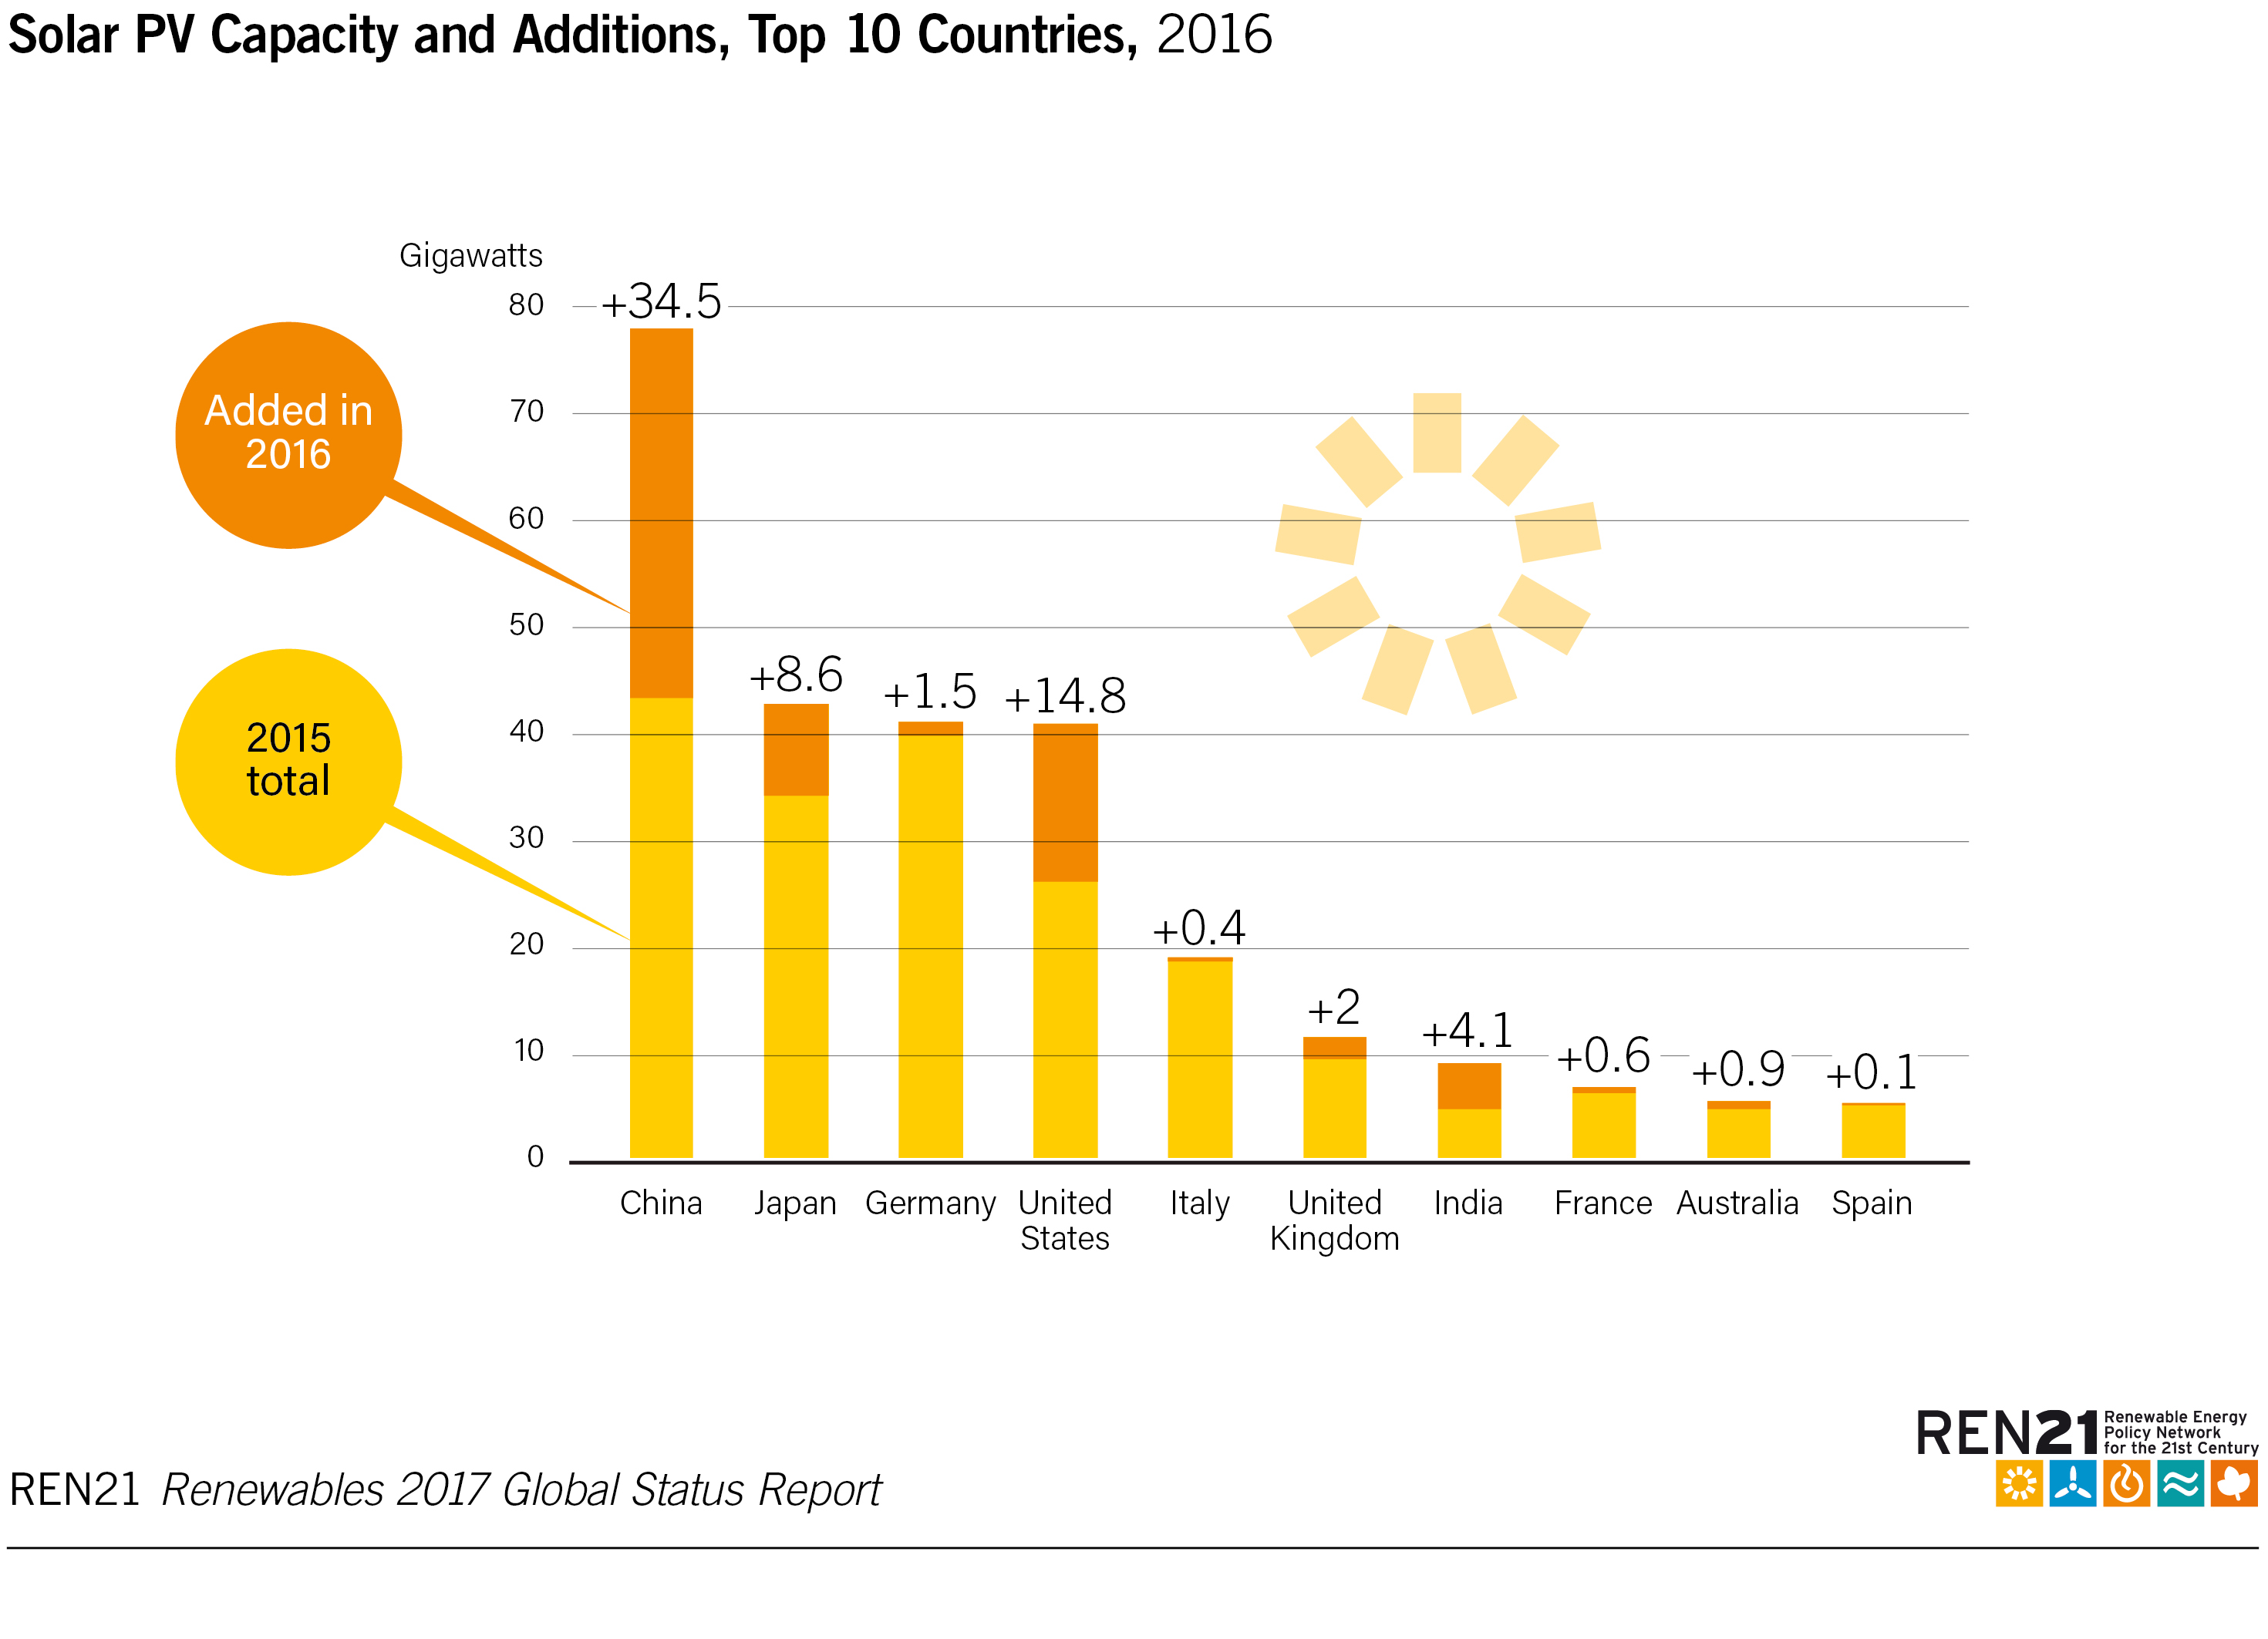 Solar PV Capacity and Additions, Top 10 Countries, 2016
Gigawatts
80
70
60
50
40
30
20
10
0
Added in
2016
2015
total
+34.5
+8.6
+1.5
+14.8
+0.4
+2
+4.1
+0.6
+0.9
+0.1
China
Japan
Germany
United
States
Italy
United
Kingdom
India
France
Australia
Spain
REN21 Renewables 2017 Global Status Report
REN21
Renewable Energy
Policy Network
for the 21st Century